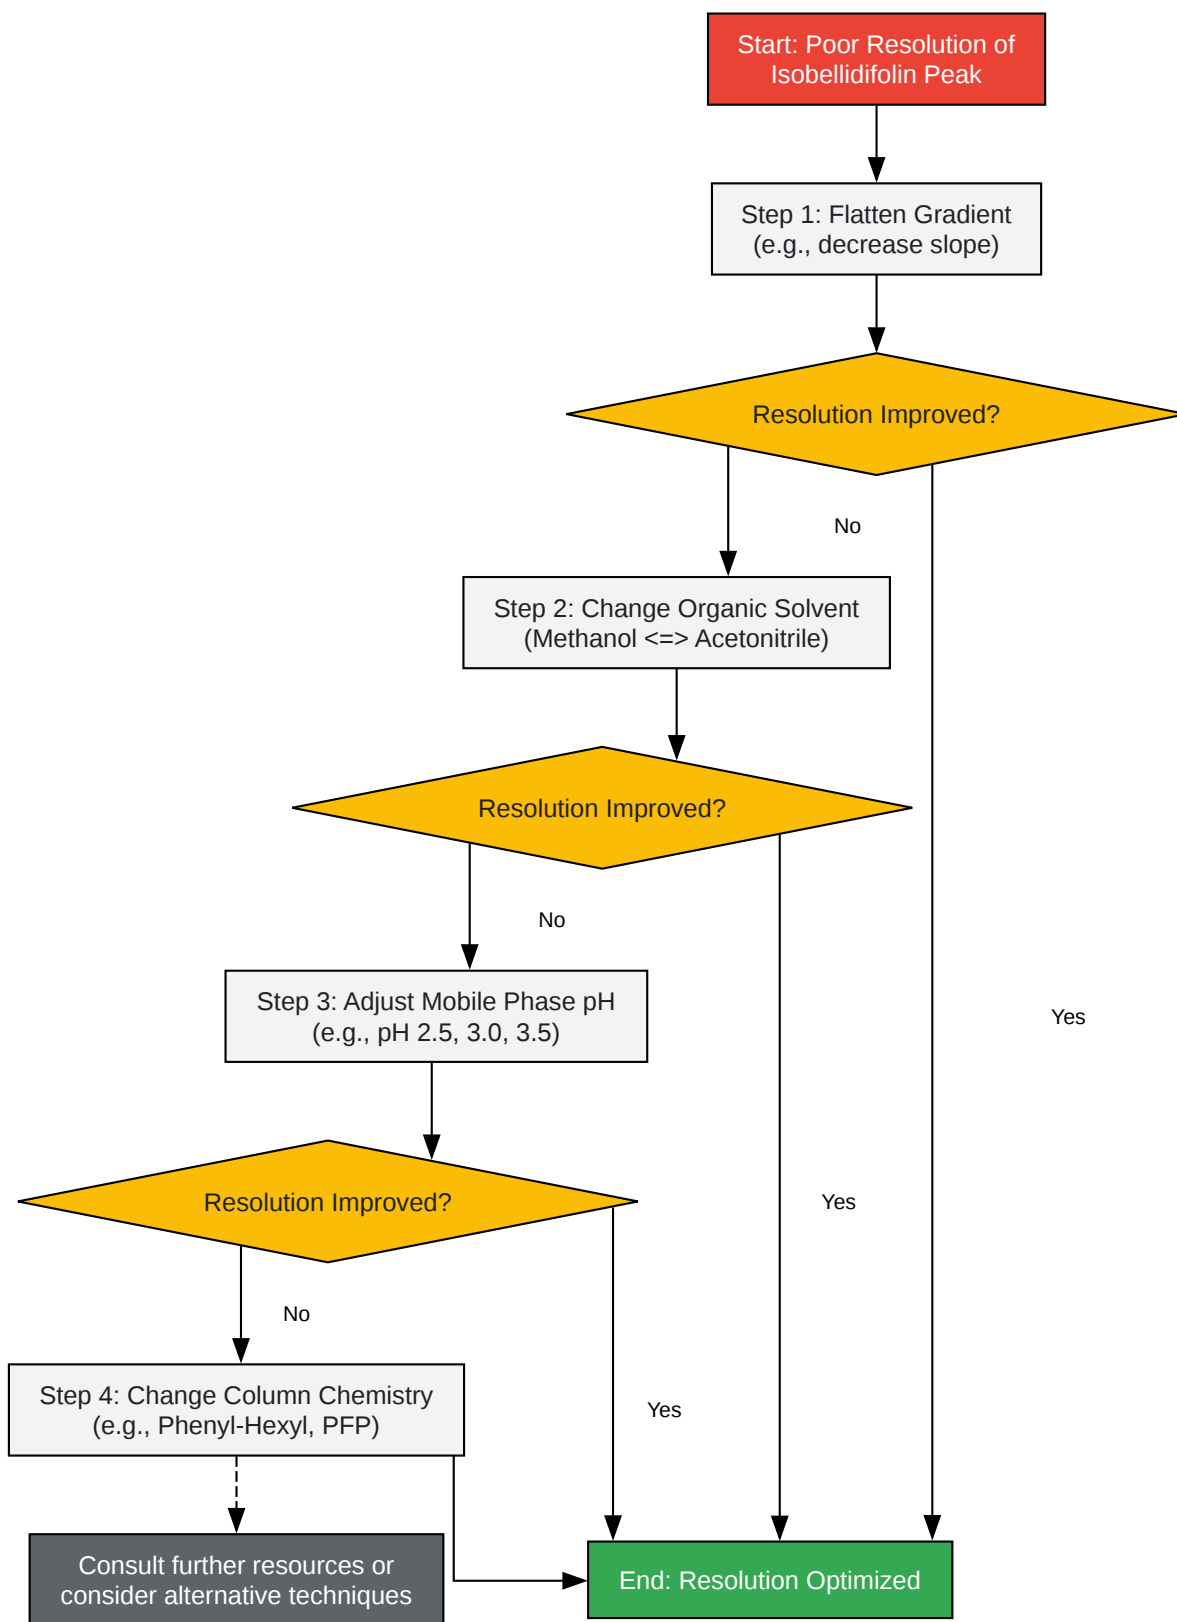 Start: Poor Resolution of
Isobellidifolin Peak
Step 1: Flatten Gradient
(e.g., decrease slope)
Resolution Improved?
No
Step 2: Change Organic Solvent
(Methanol <=> Acetonitrile)
Resolution Improved?
No
Step 3: Adjust Mobile Phase pH
(e.g., pH 2.5, 3.0, 3.5)
Yes
Resolution Improved?
Yes
No
Step 4: Change Column Chemistry
(e.g., Phenyl-Hexyl, PFP)
Yes
Consult further resources or
consider alternative techniques
End: Resolution Optimized